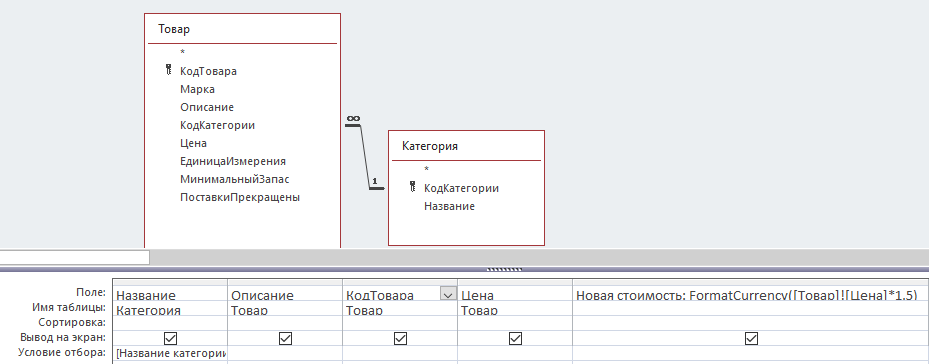 Товар
*
КодТовара
Марка
Описание
КодКатегории
Цена
ЕдиницаИзмерения
МинимальныйЗапас
ПоставкиПрекращены
∞
1
Категория
*
КодКатегории
Название
Поле: Название Описание КодТовара Цена Новая стоимость: FormatCurrency([Товар]![Цена]*1,5)
Имя таблицы: Категория Товар Товар Товар
Сортировка:
Вывод на экран:
Условие отбора: [Название категории